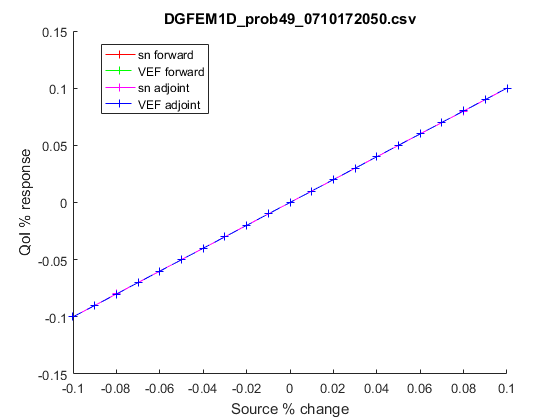 DGFEM1D_prob49_0710172050.csv
0.15
sn forward
VEF forward
sn adjoint
VEF adjoint
0.1
0.05
0
-0.05
-0.1
-0.15
QoI % response
-0.1 -0.08 -0.06 -0.04 -0.02 0 0.02 0.04 0.06 0.08 0.1
Source % change